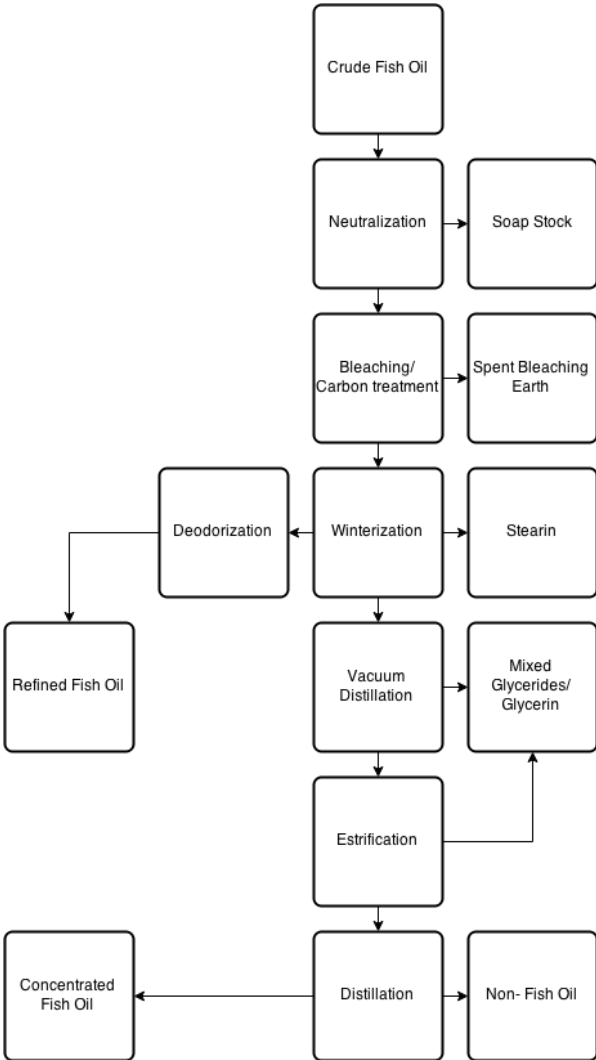 Crude Fish Oil
Neutralization
Soap Stock
Bleaching/
Carbon treatment
Spent Bleaching
Earth
Deodorization
Winterization
Stearin
Refined Fish Oil
Vacuum
Distillation
Mixed
Glycerides/
Glycerin
Estrification
Concentrated
Fish Oil
Distillation
Non- Fish Oil